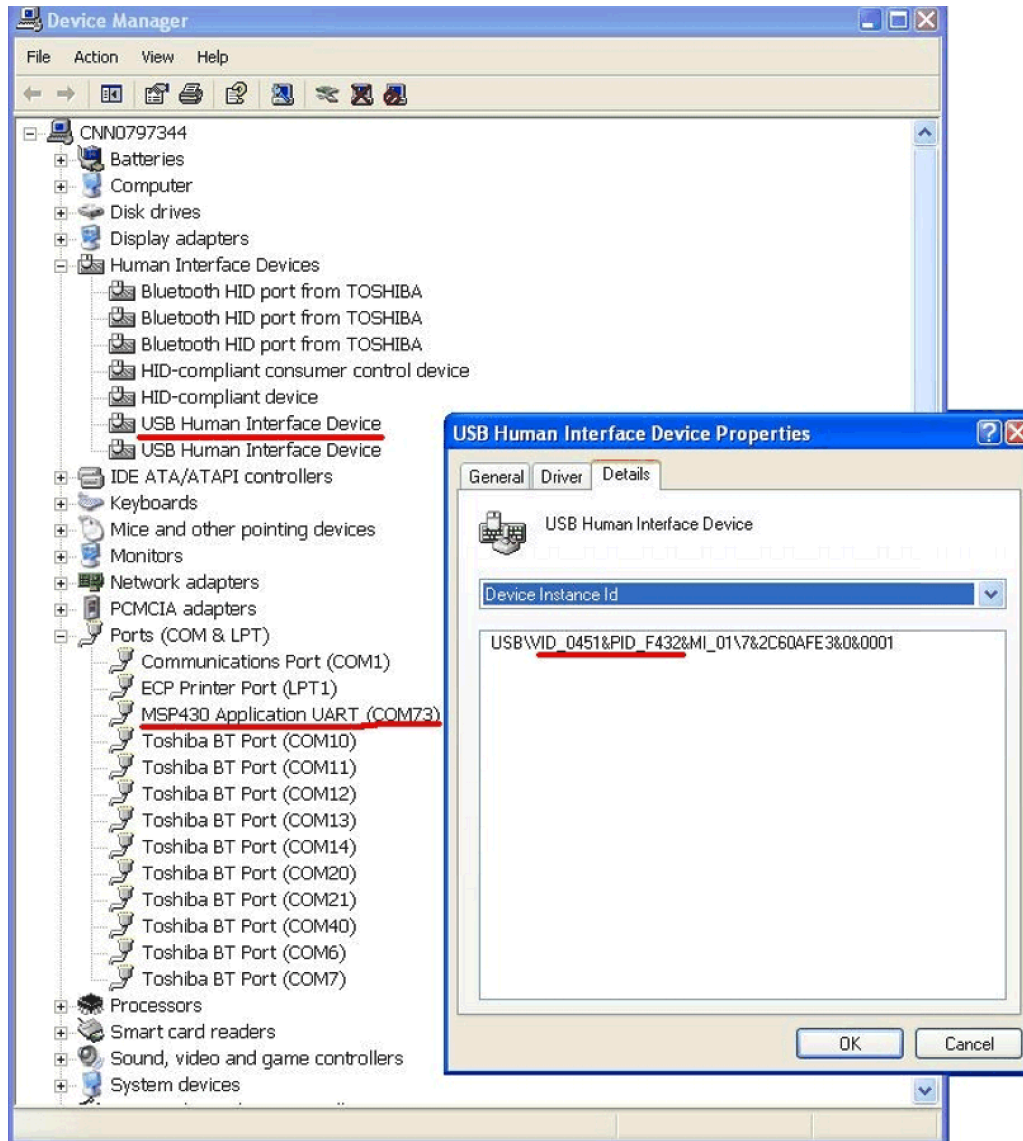 Device Manager
File Action View Help
CNN0797344
Batteries
Computer
Disk drives
Display adapters
Human Interface Devices
Bluetooth HID port from TOSHIBA
Bluetooth HID port from TOSHIBA
Bluetooth HID port from TOSHIBA
HID-compliant consumer control device
HID-compliant device
USB Human Interface Device
USB Human Interface Device
IDE ATA/ATAPI controllers
Keyboards
Mice and other pointing devices
Monitors
Network adapters
PCMCIA adapters
Ports (COM & LPT)
Communications Port (COM1)
ECP Printer Port (LPT1)
MSP430 Application UART (COM73)
Toshiba BT Port (COM10)
Toshiba BT Port (COM11)
Toshiba BT Port (COM12)
Toshiba BT Port (COM13)
Toshiba BT Port (COM14)
Toshiba BT Port (COM20)
Toshiba BT Port (COM21)
Toshiba BT Port (COM40)
Toshiba BT Port (COM6)
Toshiba BT Port (COM7)
Processors
Smart card readers
Sound, video and game controllers
System devices
USB Human Interface Device Properties
General Driver Details
USB Human Interface Device
Device Instance Id
USB\VID_0451&PID_F432&MI_01\7&2C60AFE3&0&0001
OK Cancel